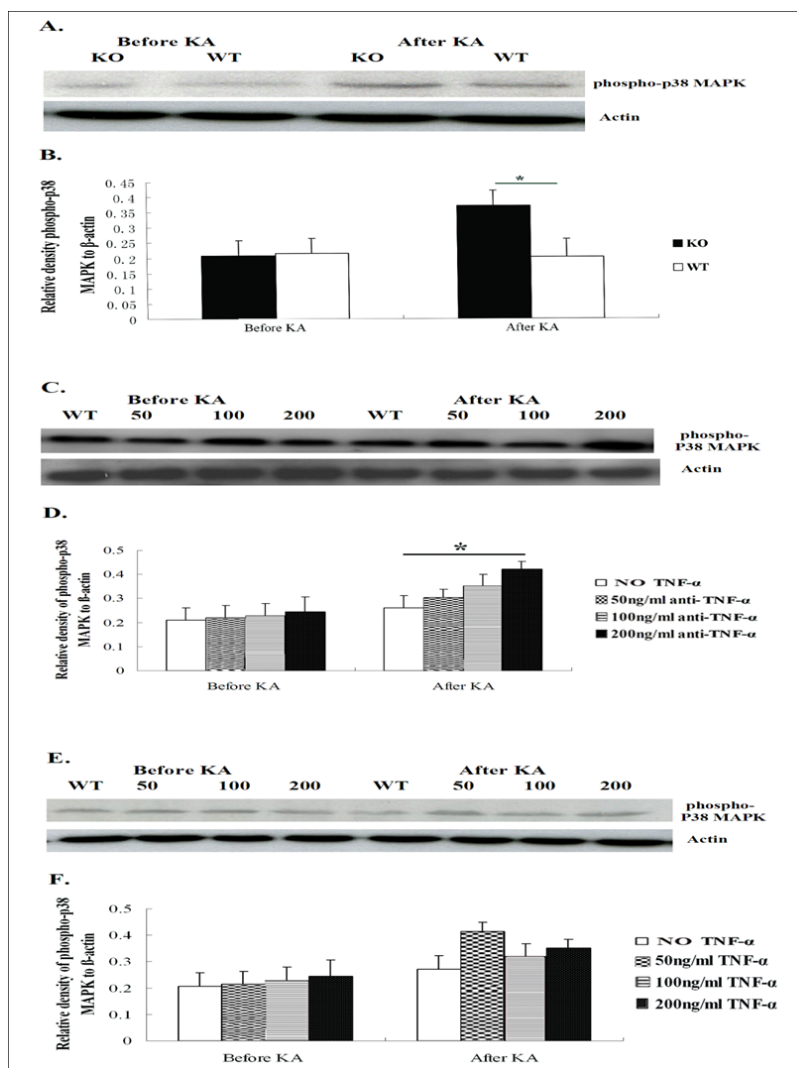 A.
Before KA After KA
KO WT KO WT
phospho-p38 MAPK
Actin
B.
Relative density phospho-p38
MAPK to β-actin
0.45
0.4
0.35
0.3
0.25
0.2
0.15
0.1
0.05
0
*
KO
WT
Before KA After KA
C.
Before KA After KA
WT 50 100 200 WT 50 100 200
phospho-
P38 MAPK
Actin
D.
Relative density of phospho-p38
MAPK to β-actin
0.5
0.4
0.3
0.2
0.1
0
*
NO TNF-α
50ng/ml anti-TNF-α
100ng/ml anti-TNF-α
200ng/ml anti-TNF-α
Before KA After KA
E.
Before KA After KA
WT 50 100 200 WT 50 100 200
phospho-
P38 MAPK
Actin
F.
Relative density of phospho-p38
MAPK to β-actin
0.5
0.4
0.3
0.2
0.1
0
NO TNF-α
50ng/ml TNF-α
100ng/ml TNF-α
200ng/ml TNF-α
Before KA After KA